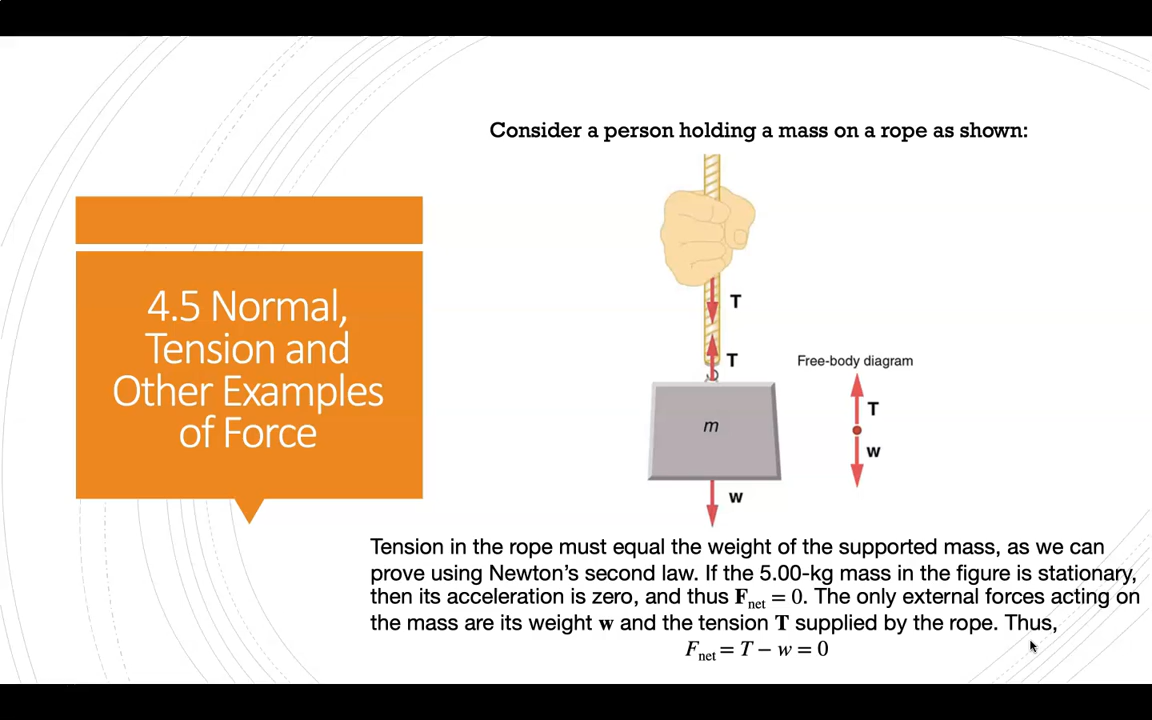 Consider a person holding a mass on a rope as shown:
4.5 Normal,
Tension and
Other Examples
of Force
T
T
m
w
Free-body diagram
T
w
Tension in the rope must equal the weight of the supported mass, as we can
prove using Newton’s second law. If the 5.00-kg mass in the figure is stationary,
then its acceleration is zero, and thus Fnet = 0. The only external forces acting on
the mass are its weight w and the tension T supplied by the rope. Thus,
Fnet = T − w = 0